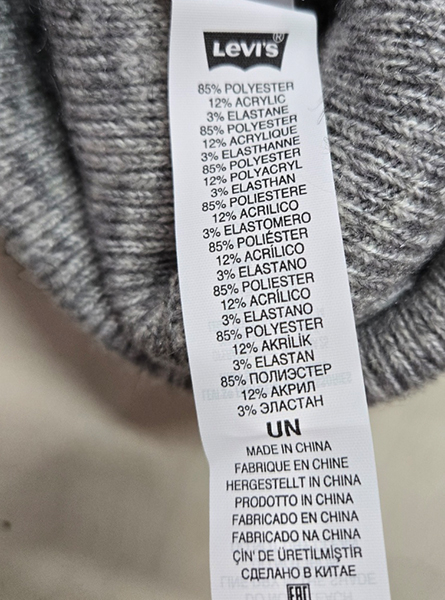 Levi's®
85% POLYESTER
12% ACRYLIC
3% ELASTANE
85% POLYESTER
12% ACRYLIQUE
3% ELASTHANNE
85% POLYESTER
12% POLYACRYL
3% ELASTHAN
85% POLIESTERE
12% ACRILICO
3% ELASTOMERO
85% POLIÉSTER
12% ACRÍLICO
3% ELASTANO
85% POLIESTER
12% ACRÍLICO
3% ELASTANO
85% POLYESTER
12% AKRİLİK
3% ELASTAN
85% ПОЛИЭСТЕР
12% АКРИЛ
3% ЭЛАСТАН
UN
MADE IN CHINA
FABRIQUE EN CHINE
HERGESTELLT IN CHINA
PRODOTTO IN CHINA
FABRICADO EN CHINA
FABRICADO NA CHINA
ÇIN' DE ÜRETİLMİŞTİR
СДЕЛАНО В КИТАЕ
EAC